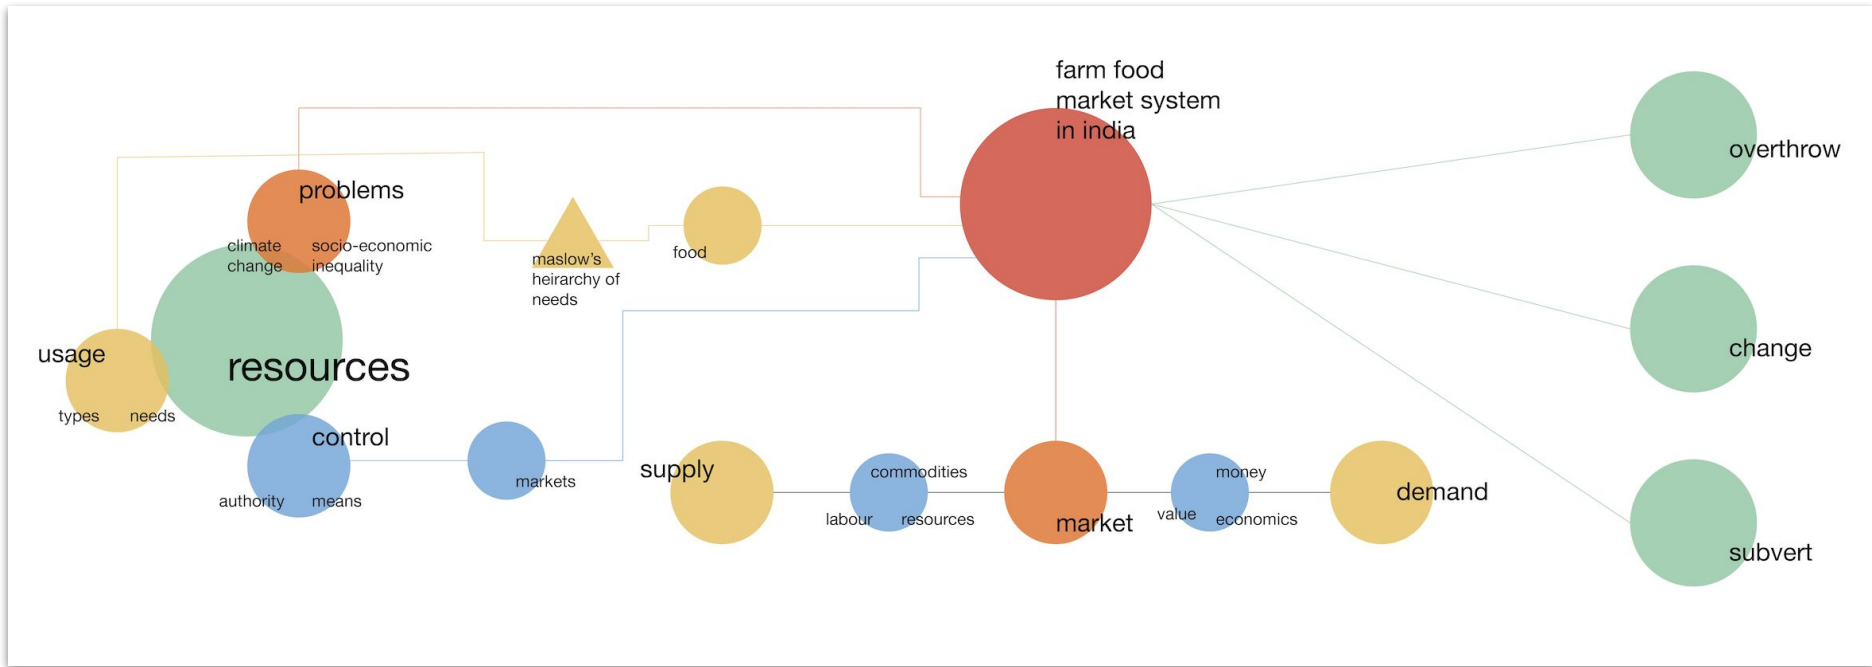 farm food
market system
in india
overthrow
problems
climate
change
socio-economic
inequality
maslow's
heirarchy of
needs
food
usage
types
needs
resources
change
control
authority
means
markets
supply
commodities
labour
resources
market
money
value
economics
demand
subvert